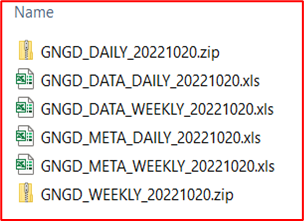 Name
GNGD_DAILY_20221020.zip
GNGD_DATA_DAILY_20221020.xls
GNGD_DATA_WEEKLY_20221020.xls
GNGD_META_DAILY_20221020.xls
GNGD_META_WEEKLY_20221020.xls
GNGD_WEEKLY_20221020.zip